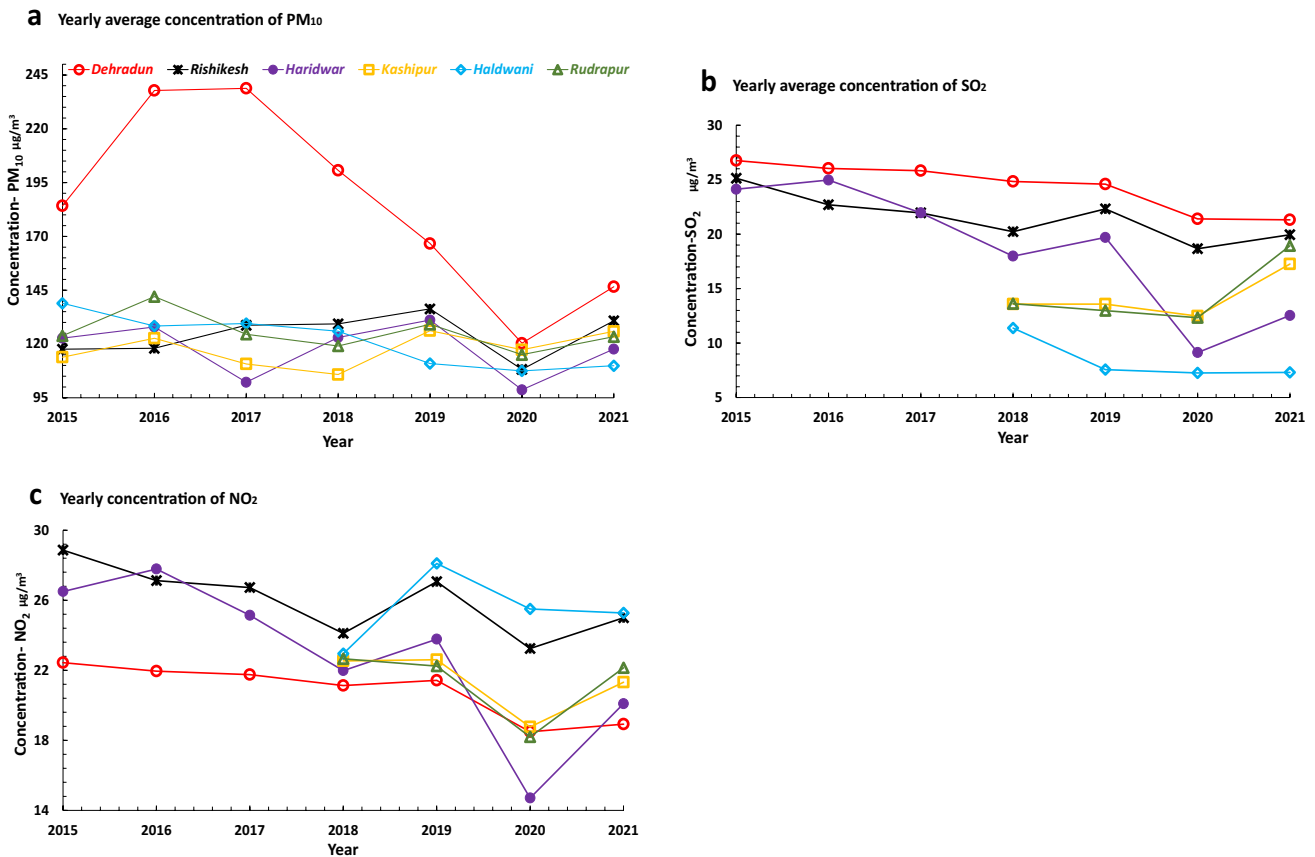 a Yearly average concentration of PM₁₀
Dehradun Rishikesh Haridwar Kashipur Haldwani Rudrapur
Concentration- PM₁₀ µg/m³
245
220
195
170
145
120
95
2015 2016 2017 2018 2019 2020 2021
Year
b Yearly average concentration of SO₂
Concentration-SO₂ µg/m³
30
25
20
15
10
5
2015 2016 2017 2018 2019 2020 2021
Year
c Yearly concentration of NO₂
Concentration- NO₂ µg/m³
30
26
22
18
14
2015 2016 2017 2018 2019 2020 2021
Year